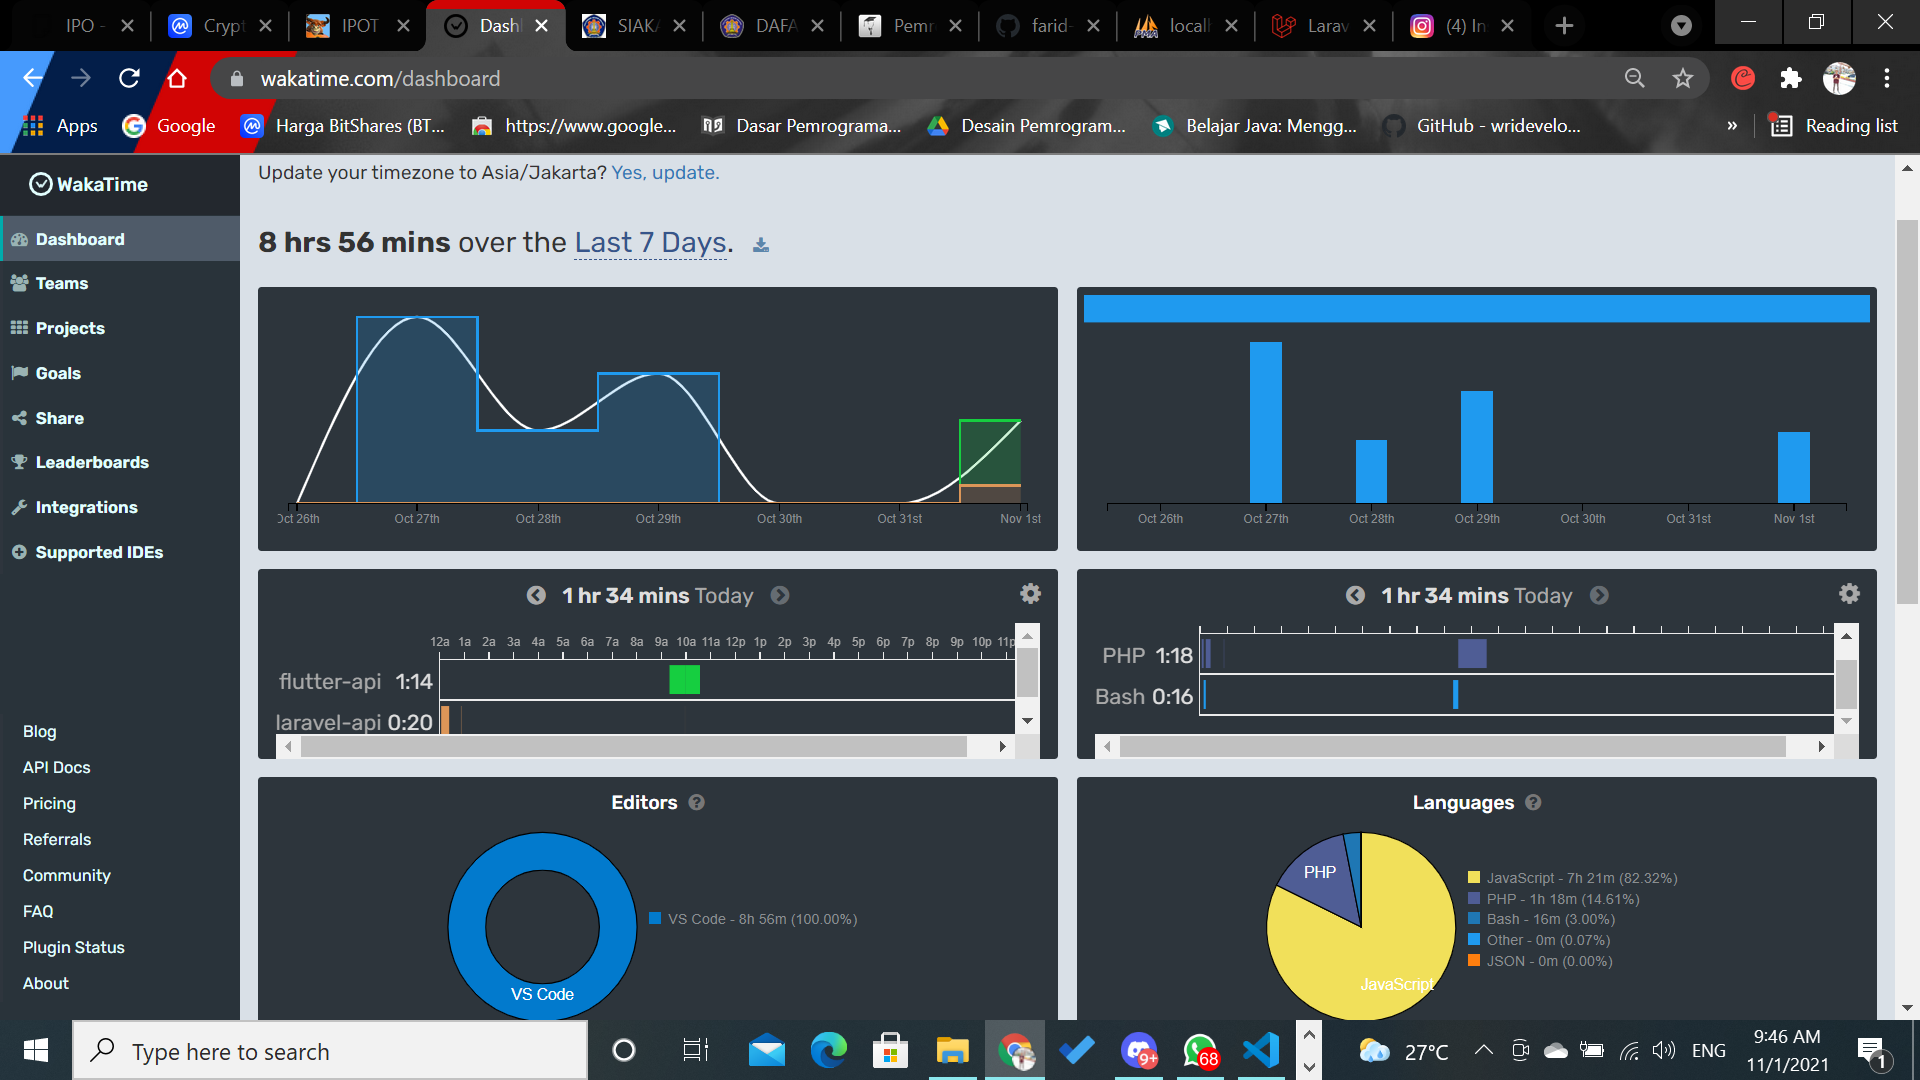 IPO -
Crypt
IPOT
Dashl
SIAKA
DAFA
Pemr
farid-
localh
Larav
(4) In
wakatime.com/dashboard
Apps
Google
Harga BitShares (BT...
https://www.google...
Dasar Pemrograma...
Desain Pemrogram...
Belajar Java: Mengg...
GitHub - wridevelo...
»
Reading list
WakaTime
Dashboard
Teams
Projects
Goals
Share
Leaderboards
Integrations
Supported IDEs
Blog
API Docs
Pricing
Referrals
Community
FAQ
Plugin Status
About
Update your timezone to Asia/Jakarta? Yes, update.
8 hrs 56 mins over the Last 7 Days.
Oct 26th Oct 27th Oct 28th Oct 29th Oct 30th Oct 31st Nov 1st
Oct 26th Oct 27th Oct 28th Oct 29th Oct 30th Oct 31st Nov 1st
1 hr 34 mins Today
12a 1a 2a 3a 4a 5a 6a 7a 8a 9a 10a 11a 12p 1p 2p 3p 4p 5p 6p 7p 8p 9p 10p 11p
flutter-api 1:14
laravel-api 0:20
1 hr 34 mins Today
PHP 1:18
Bash 0:16
Editors
VS Code
VS Code - 8h 56m (100.00%)
Languages
PHP
JavaScript
JavaScript - 7h 21m (82.32%)
PHP - 1h 18m (14.61%)
Bash - 16m (3.00%)
Other - 0m (0.07%)
JSON - 0m (0.00%)
Type here to search
9+
68
27°C
ENG
9:46 AM
11/1/2021
1